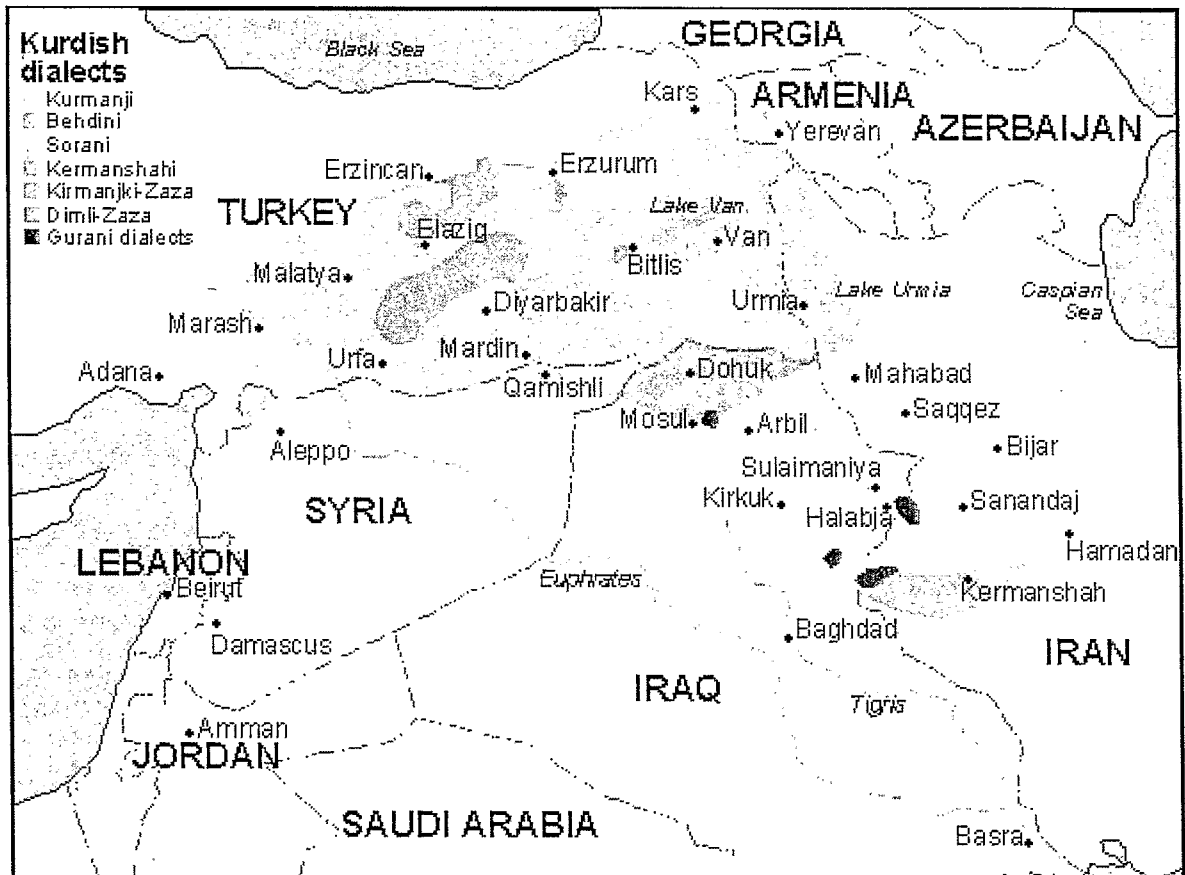 Kurdish
dialects
Kurmanji
Behdini
Sorani
Kermanshahi
Kirmanjki-Zaza
Dimli-Zaza
Gurani dialects
Black Sea
GEORGIA
Kars
ARMENIA
Yerevan
AZERBAIJAN
Erzincan
Erzurum
TURKEY
Lake Van
Elazig
Van
Bitlis
Malatya
Diyarbakir
Urmia
Lake Urmia
Caspian
Sea
Marash
Urfa
Mardin
Adana
Qamishli
Dohuk
Mahabad
Saqqez
Mosul
Arbil
Aleppo
Bijar
Sulaimaniya
SYRIA
Kirkuk
Halabja
Sanandaj
Hamadan
LEBANON
Beirut
Euphrates
Kermanshah
Damascus
Baghdad
IRAN
IRAQ
Tigris
Amman
JORDAN
SAUDI ARABIA
Basra